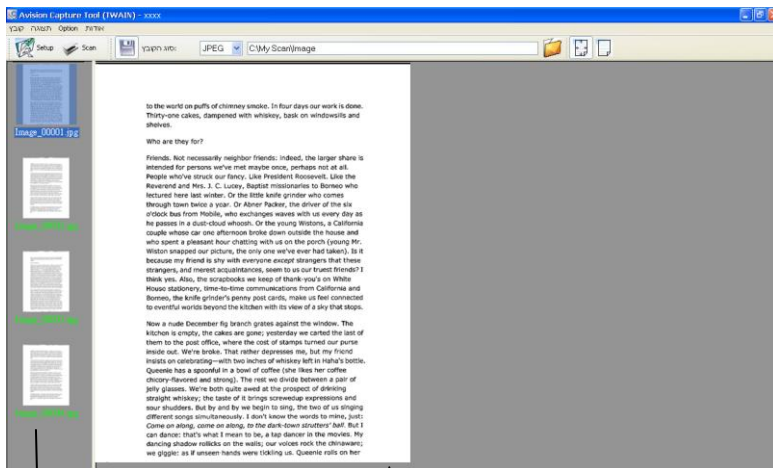 Avision Capture Tool (TWAIN) - xxxx
קובץ תצוגה Option אודות
Setup Scan סוג הקובץ: JPEG C:\My Scan\Image
Image_00001.jpg
to the world on puffs of chimney smoke. In four days our work is done.
Thirty-one cakes, dampened with whiskey, bask on windowsills and
shelves.
Who are they for?
Friends. Not necessarily neighbor friends: indeed, the larger share is
intended for persons we've met maybe once, perhaps not at all.
People who've struck our fancy. Like President Roosevelt. Like the
Reverend and Mrs. J. C. Lucey, Baptist missionaries to Borneo who
lectured here last winter. Or the little knife grinder who comes
through town twice a year. Or Abner Packer, the driver of the six
o'clock bus from Mobile, who exchanges waves with us every day as
he passes in a dust-cloud whoosh. Or the young Wistons, a California
couple whose car one afternoon broke down outside the house and
who spent a pleasant hour chatting with us on the porch (young Mr.
Wiston snapped our picture, the only one we've ever had taken). Is it
because my friend is shy with everyone except strangers that these
strangers, and merest acquaintances, seem to us our truest friends? I
think yes. Also, the scrapbooks we keep of thank-you's on White
House stationery, time-to-time communications from California and
Borneo, the knife grinder's penny post cards, make us feel connected
to eventful worlds beyond the kitchen with its view of a sky that stops.
Now a nude December fig branch grates against the window. The
kitchen is empty, the cakes are gone; yesterday we carted the last of
them to the post office, where the cost of stamps turned our purse
inside out. We're broke. That rather depresses me, but my friend
insists on celebrating—with two inches of whiskey left in Haha's bottle.
Queenie has a spoonful in a bowl of coffee (she likes her coffee
chicory-flavored and strong). The rest we divide between a pair of
jelly glasses. We're both quite awed at the prospect of drinking
straight whiskey; the taste of it brings screwedup expressions and
sour shudders. But by and by we begin to sing, the two of us singing
different songs simultaneously. I don't know the words to mine, just:
Come on along, come on along, to the dark-town strutters' ball. But I
can dance: that's what I mean to be, a tap dancer in the movies. My
dancing shadow rollicks on the walls; our voices rock the chinaware;
we giggle: as if unseen hands were tickling us. Queenie rolls on her